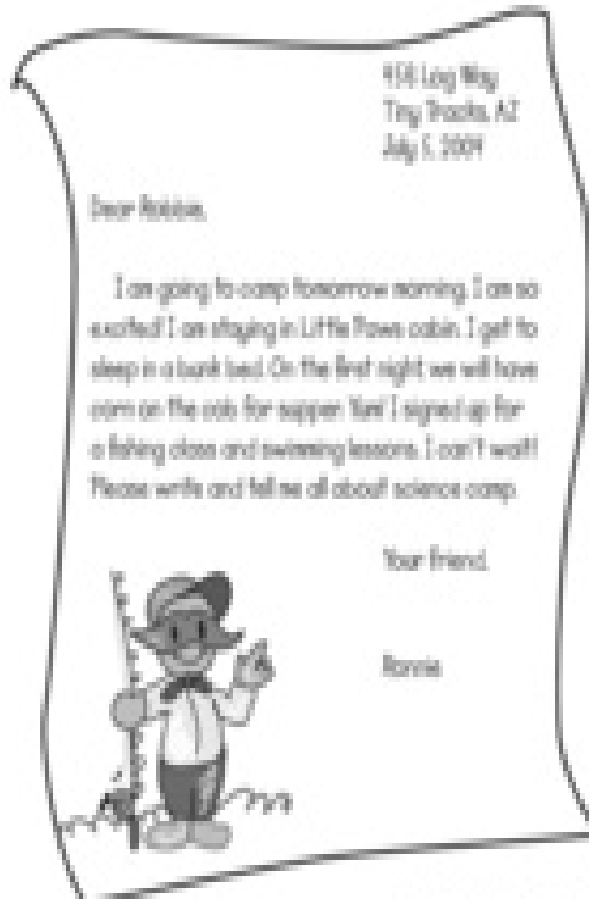 Log Way
Tiny Tracks, AZ
July 5, 2009
Dear Robbie,
I am going to camp tomorrow morning. I am so
excited! I am staying in Little Paws cabin. I get to
sleep in a bunk bed. On the first night we will have
corn on the cob for supper. Yum! I signed up for
a fishing class and swimming lessons. I can't wait!
Please write and tell me all about science camp.
Your friend,
Ronnie